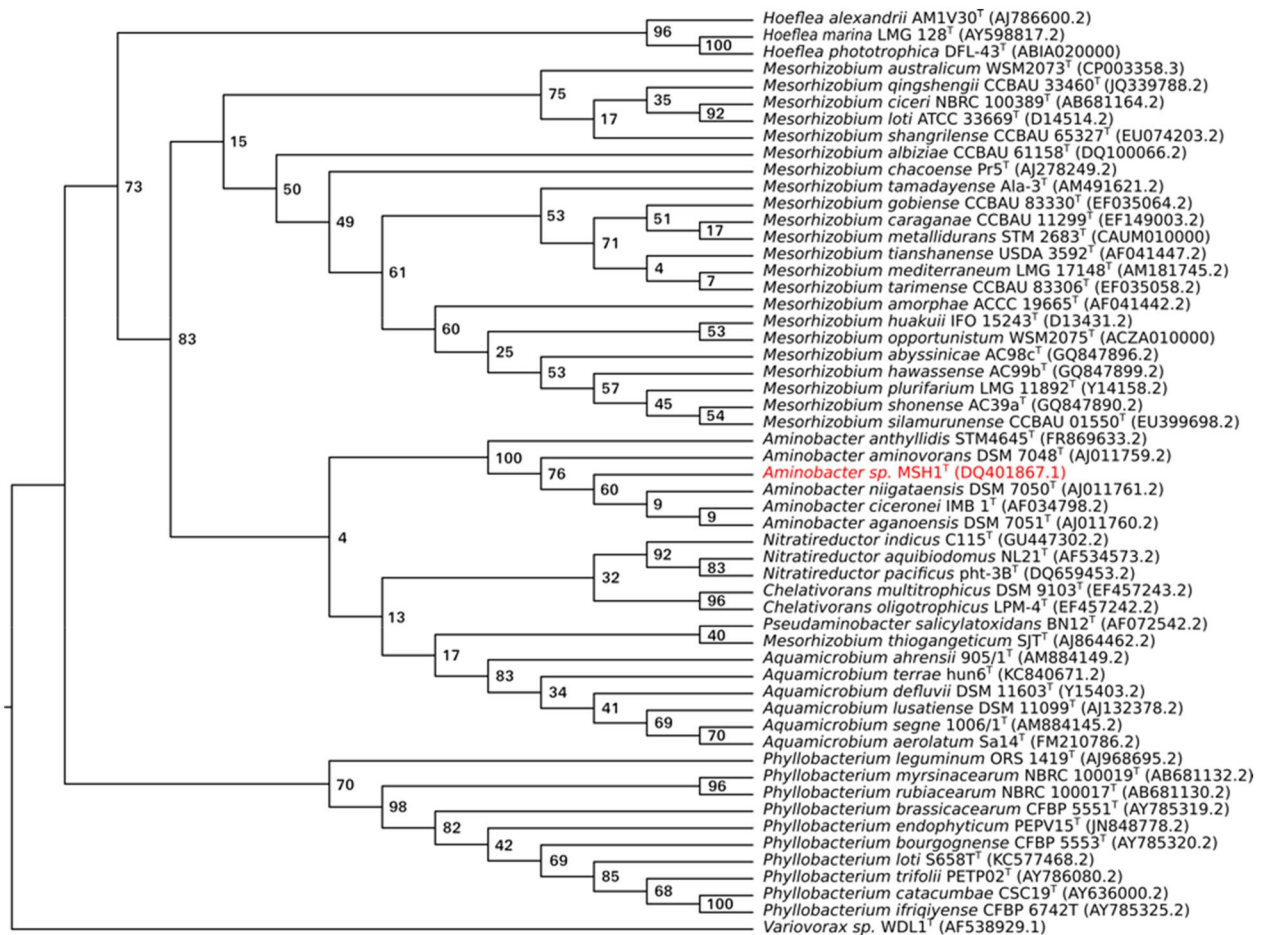 Hoeflea alexandrii AM1V30ᵀ (AJ786600.2)
96
Hoeflea marina LMG 128ᵀ (AY598817.2)
100
Hoeflea phototrophica DFL-43ᵀ (ABIA020000)
Mesorhizobium australicum WSM2073ᵀ (CP003358.3)
75
Mesorhizobium qingshengii CCBAU 33460ᵀ (JQ339788.2)
35
Mesorhizobium ciceri NBRC 100389ᵀ (AB681164.2)
92
17
Mesorhizobium loti ATCC 33669ᵀ (D14514.2)
Mesorhizobium shangrilense CCBAU 65327ᵀ (EU074203.2)
15
Mesorhizobium albiziae CCBAU 61158ᵀ (DQ100066.2)
73
50
Mesorhizobium chacoense Pr5ᵀ (AJ278249.2)
49
Mesorhizobium tamadayense Ala-3ᵀ (AM491621.2)
53
Mesorhizobium gobiense CCBAU 83330ᵀ (EF035064.2)
51
Mesorhizobium caraganae CCBAU 11299ᵀ (EF149003.2)
17
71
Mesorhizobium metallidurans STM 2683ᵀ (CAUM010000)
Mesorhizobium tianshanense USDA 3592ᵀ (AF041447.2)
4
61
Mesorhizobium mediterraneum LMG 17148ᵀ (AM181745.2)
7
Mesorhizobium tarimense CCBAU 83306ᵀ (EF035058.2)
Mesorhizobium amorphae ACCC 19665ᵀ (AF041442.2)
60
Mesorhizobium huakuii IFO 15243ᵀ (D13431.2)
53
83
Mesorhizobium opportunistum WSM2075ᵀ (ACZA010000)
25
Mesorhizobium abyssinicae AC98cᵀ (GQ847896.2)
53
Mesorhizobium hawassense AC99bᵀ (GQ847899.2)
57
Mesorhizobium plurifarium LMG 11892ᵀ (Y14158.2)
45
Mesorhizobium shonense AC39aᵀ (GQ847890.2)
54
Mesorhizobium silamurunense CCBAU 01550ᵀ (EU399698.2)
Aminobacter anthyllidis STM4645ᵀ (FR869633.2)
100
Aminobacter aminovorans DSM 7048ᵀ (AJ011759.2)
76
Aminobacter sp. MSH1ᵀ (DQ401867.1)
60
Aminobacter niigataensis DSM 7050ᵀ (AJ011761.2)
9
Aminobacter ciceronei IMB 1ᵀ (AF034798.2)
9
Aminobacter aganoensis DSM 7051ᵀ (AJ011760.2)
4
Nitratireductor indicus C115ᵀ (GU447302.2)
92
Nitratireductor aquibiodomus NL21ᵀ (AF534573.2)
83
32
Nitratireductor pacificus pht-3Bᵀ (DQ659453.2)
Chelativorans multitrophicus DSM 9103ᵀ (EF457243.2)
96
Chelativorans oligotrophicus LPM-4ᵀ (EF457242.2)
13
Pseudaminobacter salicylatoxidans BN12ᵀ (AF072542.2)
40
Mesorhizobium thiogangeticum SJTᵀ (AJ864462.2)
17
Aquamicrobium ahrensii 905/1ᵀ (AM884149.2)
83
Aquamicrobium terrae hun6ᵀ (KC840671.2)
34
Aquamicrobium defluvii DSM 11603ᵀ (Y15403.2)
41
Aquamicrobium lusatiense DSM 11099ᵀ (AJ132378.2)
69
Aquamicrobium segne 1006/1ᵀ (AM884145.2)
70
Aquamicrobium aerolatum Sa14ᵀ (FM210786.2)
Phyllobacterium leguminum ORS 1419ᵀ (AJ968695.2)
70
Phyllobacterium myrsinacearum NBRC 100019ᵀ (AB681132.2)
96
Phyllobacterium rubiacearum NBRC 100017ᵀ (AB681130.2)
98
Phyllobacterium brassicacearum CFBP 5551ᵀ (AY785319.2)
82
Phyllobacterium endophyticum PEPV15ᵀ (JN848778.2)
42
Phyllobacterium bourgognense CFBP 5553ᵀ (AY785320.2)
69
Phyllobacterium loti S658Tᵀ (KC577468.2)
85
Phyllobacterium trifolii PETP02ᵀ (AY786080.2)
68
Phyllobacterium catacumbae CSC19ᵀ (AY636000.2)
100
Phyllobacterium ifriqiyense CFBP 6742T (AY785325.2)
Variovorax sp. WDL1ᵀ (AF538929.1)